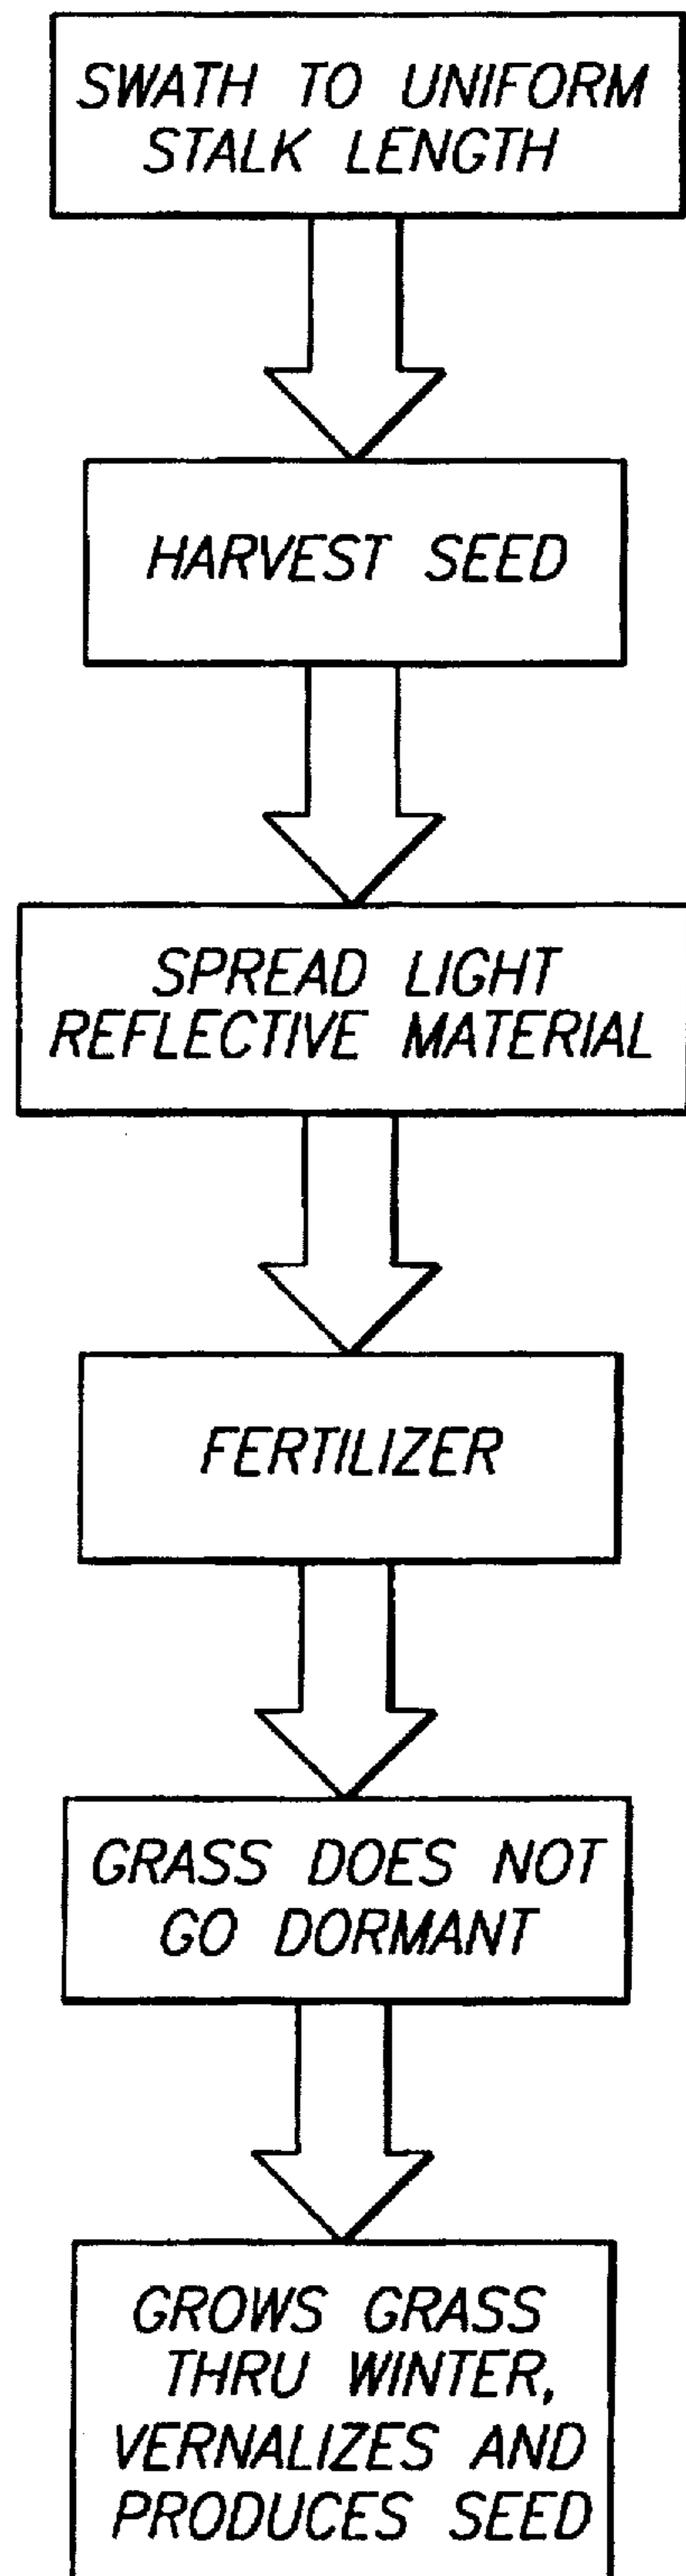 SWATH TO UNIFORM
STALK LENGTH
HARVEST SEED
SPREAD LIGHT
REFLECTIVE MATERIAL
FERTILIZER
GRASS DOES NOT
GO DORMANT
GROWS GRASS
THRU WINTER,
VERNALIZES AND
PRODUCES SEED